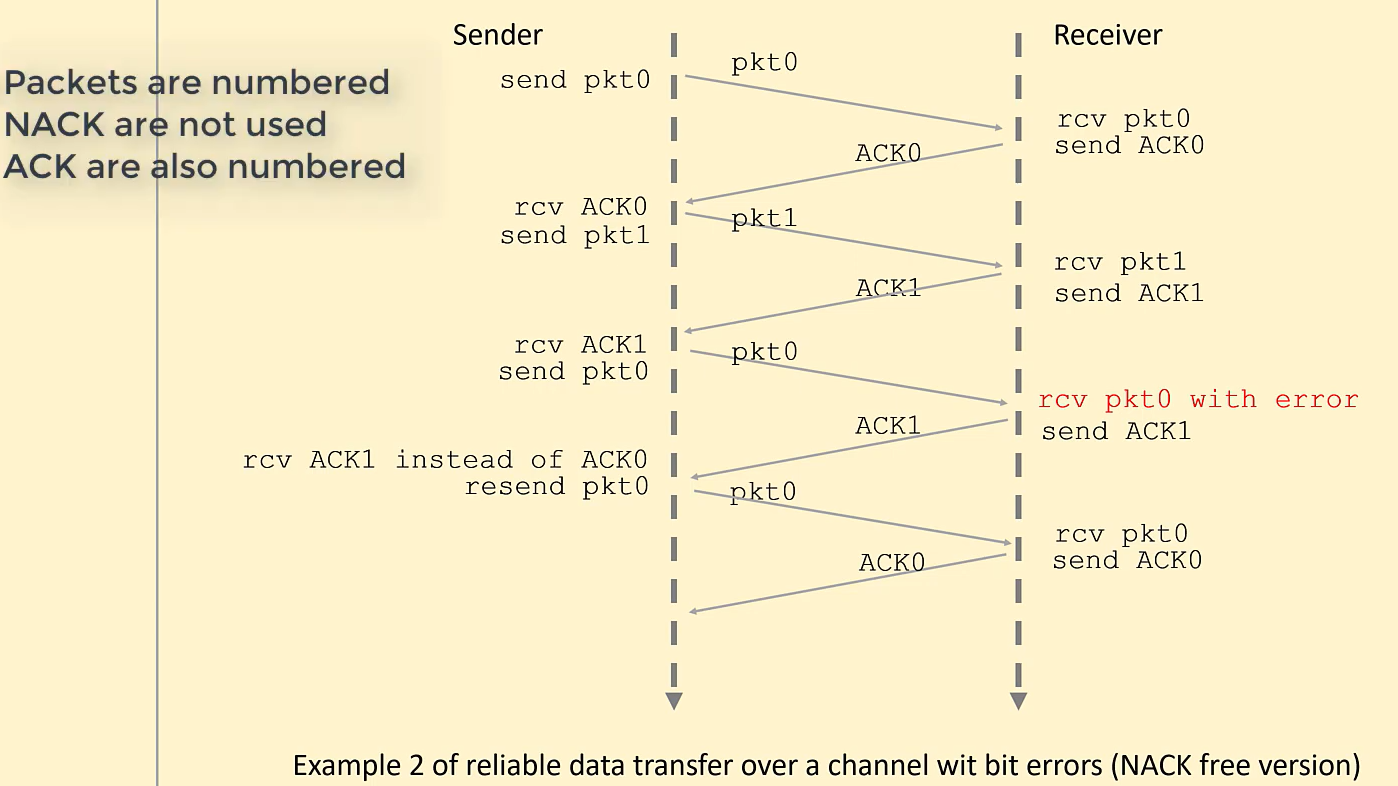 Sender
Receiver
Packets are numbered
NACK are not used
ACK are also numbered
pkt0
send pkt0
rcv pkt0
send ACK0
ACK0
rcv ACK0
send pkt1
pkt1
rcv pkt1
send ACK1
ACK1
rcv ACK1
send pkt0
pkt0
rcv pkt0 with error
send ACK1
ACK1
rcv ACK1 instead of ACK0
resend pkt0
pkt0
rcv pkt0
send ACK0
ACK0
Example 2 of reliable data transfer over a channel wit bit errors (NACK free version)